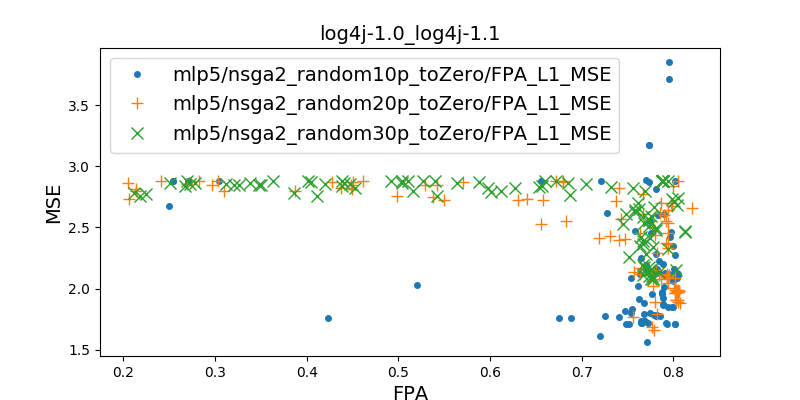 log4j-1.0_log4j-1.1
mlp5/nsga2_random10p_toZero/FPA_L1_MSE
mlp5/nsga2_random20p_toZero/FPA_L1_MSE
mlp5/nsga2_random30p_toZero/FPA_L1_MSE
MSE
3.5
3.0
2.5
2.0
1.5
0.2 0.3 0.4 0.5 0.6 0.7 0.8
FPA